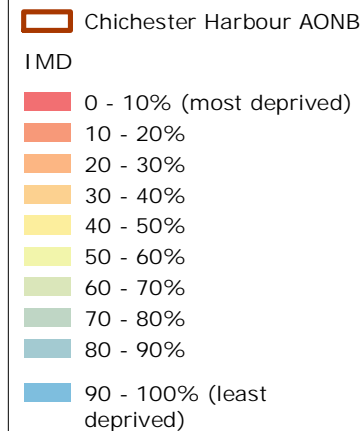 Chichester Harbour AONB
IMD
0 - 10% (most deprived)
10 - 20%
20 - 30%
30 - 40%
40 - 50%
50 - 60%
60 - 70%
70 - 80%
80 - 90%
90 - 100% (least
deprived)